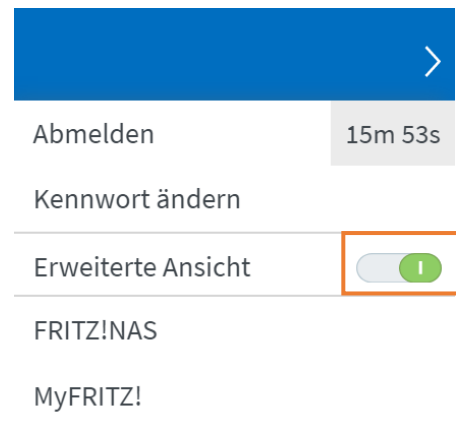 Abmelden 15m 53s
Kennwort ändern
Erweiterte Ansicht
FRITZ!NAS
MyFRITZ!